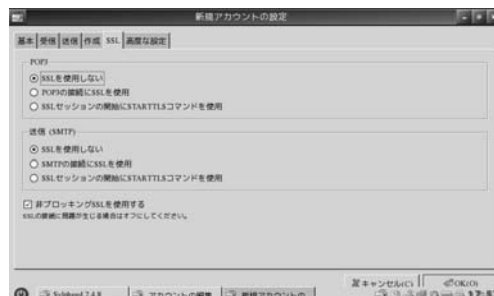 新規アカウントの設定
基本 受信 送信 作成 SSL 高度な設定
POP3
SSLを使用しない
POP3の接続にSSLを使用
SSLセッションの開始にSTARTTLSコマンドを使用
送信 (SMTP)
SSLを使用しない
SMTPの接続にSSLを使用
SSLセッションの開始にSTARTTLSコマンドを使用
非ブロッキングSSLを使用する
SSLの接続に問題が生じる場合はオフにしてください。
キャンセル(C) OK(O)
Sylpheed 2.4.8 アカウントの編集 新規アカウントの